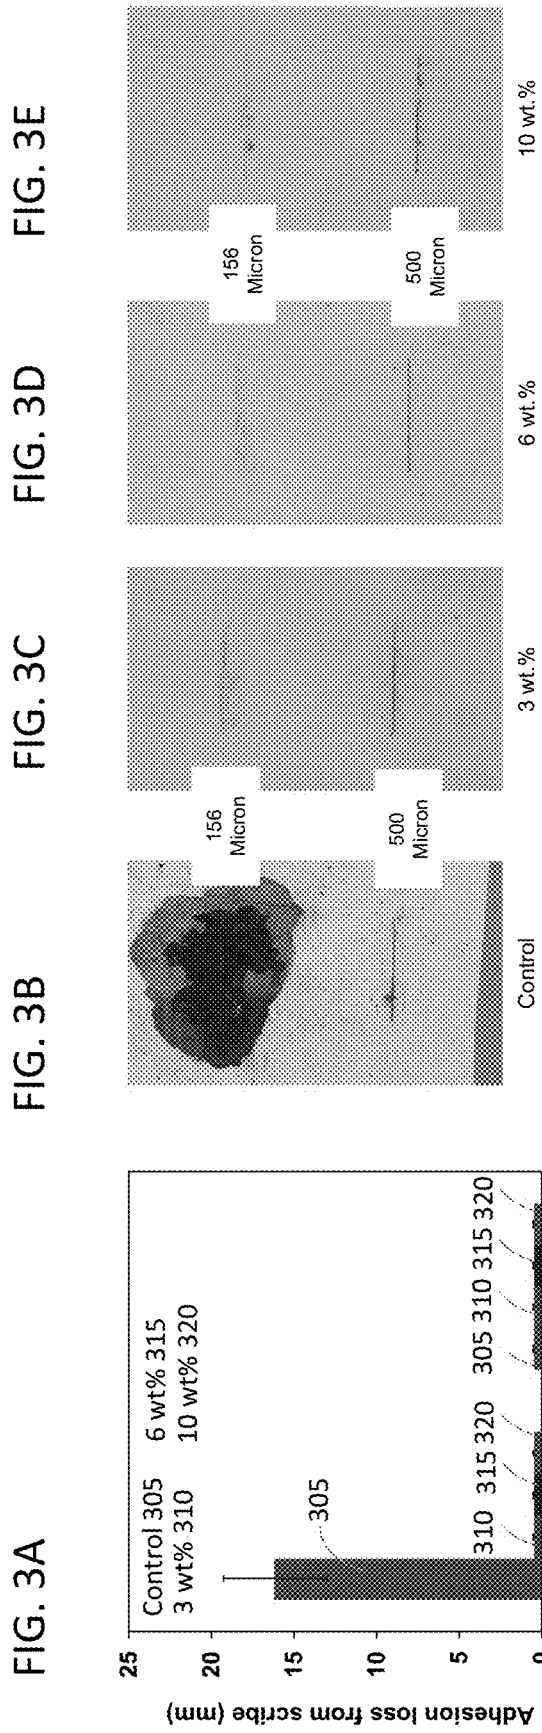 FIG. 3A
Adhesion loss from scribe (mm)
25
20
15
10
5
0
Control 305
3 wt% 310
6 wt% 315
10 wt% 320
305
310
315
320
305
310
315
320
FIG. 3B
Control
156
Micron
500
Micron
FIG. 3C
3 wt.%
FIG. 3D
6 wt.%
156
Micron
500
Micron
FIG. 3E
10 wt.%